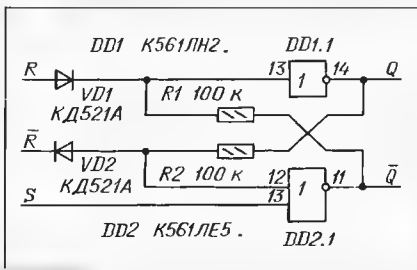 DD1 К561ЛН2. DD1.1
R 13 1 14 Q
VD1 R1 100 к
КД521А
R̅
VD2 R2 100 к 12 1 11 Q̅
КД521А 13
S
DD2 К561ЛЕ5. DD2.1